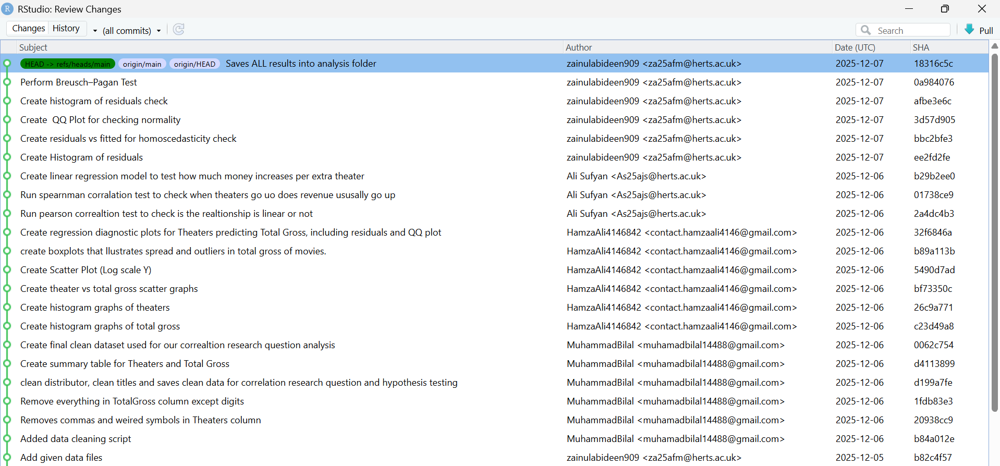 R RStudio: Review Changes
Changes History (all commits) Search Pull
Subject Author Date (UTC) SHA
HEAD -> refs/heads/main origin/main origin/HEAD Saves ALL results into analysis folder zainulabideen909 <za25afm@herts.ac.uk> 2025-12-07 18316c5c
Perform Breusch–Pagan Test zainulabideen909 <za25afm@herts.ac.uk> 2025-12-07 0a984076
Create histogram of residuals check zainulabideen909 <za25afm@herts.ac.uk> 2025-12-07 afbe3e6c
Create  QQ Plot for checking normality zainulabideen909 <za25afm@herts.ac.uk> 2025-12-07 3d57d905
Create residuals vs fitted for homoscedasticity check zainulabideen909 <za25afm@herts.ac.uk> 2025-12-07 bbc2bfe3
Create Histogram of residuals zainulabideen909 <za25afm@herts.ac.uk> 2025-12-07 ee2fd2fe
Create linear regression model to test how much money increases per extra theater Ali Sufyan <As25ajs@herts.ac.uk> 2025-12-06 b29b2ee0
Run spearnman corralation test to check when theaters go uo does revenue ususally go up Ali Sufyan <As25ajs@herts.ac.uk> 2025-12-06 01738ce9
Run pearson correaltion test to check is the realtionship is linear or not Ali Sufyan <As25ajs@herts.ac.uk> 2025-12-06 2a4dc4b3
Create regression diagnostic plots for Theaters predicting Total Gross, including residuals and QQ plot HamzaAli4146842 <contact.hamzaali4146@gmail.com> 2025-12-06 32f6846a
create boxplots that llustrates spread and outliers in total gross of movies. HamzaAli4146842 <contact.hamzaali4146@gmail.com> 2025-12-06 b89a113b
Create Scatter Plot (Log scale Y) HamzaAli4146842 <contact.hamzaali4146@gmail.com> 2025-12-06 5490d7ad
Create theater vs total gross scatter graphs HamzaAli4146842 <contact.hamzaali4146@gmail.com> 2025-12-06 bf73350c
Create histogram graphs of theaters HamzaAli4146842 <contact.hamzaali4146@gmail.com> 2025-12-06 26c9a771
Create histogram graphs of total gross HamzaAli4146842 <contact.hamzaali4146@gmail.com> 2025-12-06 c23d49a8
Create final clean dataset used for our correaltion research question analysis MuhammadBilal <muhamadbilal14488@gmail.com> 2025-12-06 0062c754
Create summary table for Theaters and Total Gross MuhammadBilal <muhamadbilal14488@gmail.com> 2025-12-06 d4113899
clean distributor, clean titles and saves clean data for correlation research question and hypothesis testing MuhammadBilal <muhamadbilal14488@gmail.com> 2025-12-06 d199a7fe
Remove everything in TotalGross column except digits MuhammadBilal <muhamadbilal14488@gmail.com> 2025-12-06 1fdb83e3
Removes commas and weired symbols in Theaters column MuhammadBilal <muhamadbilal14488@gmail.com> 2025-12-06 20938cc9
Added data cleaning script MuhammadBilal <muhamadbilal14488@gmail.com> 2025-12-06 b84a012e
Add given data files zainulabideen909 <za25afm@herts.ac.uk> 2025-12-05 b82c4f57